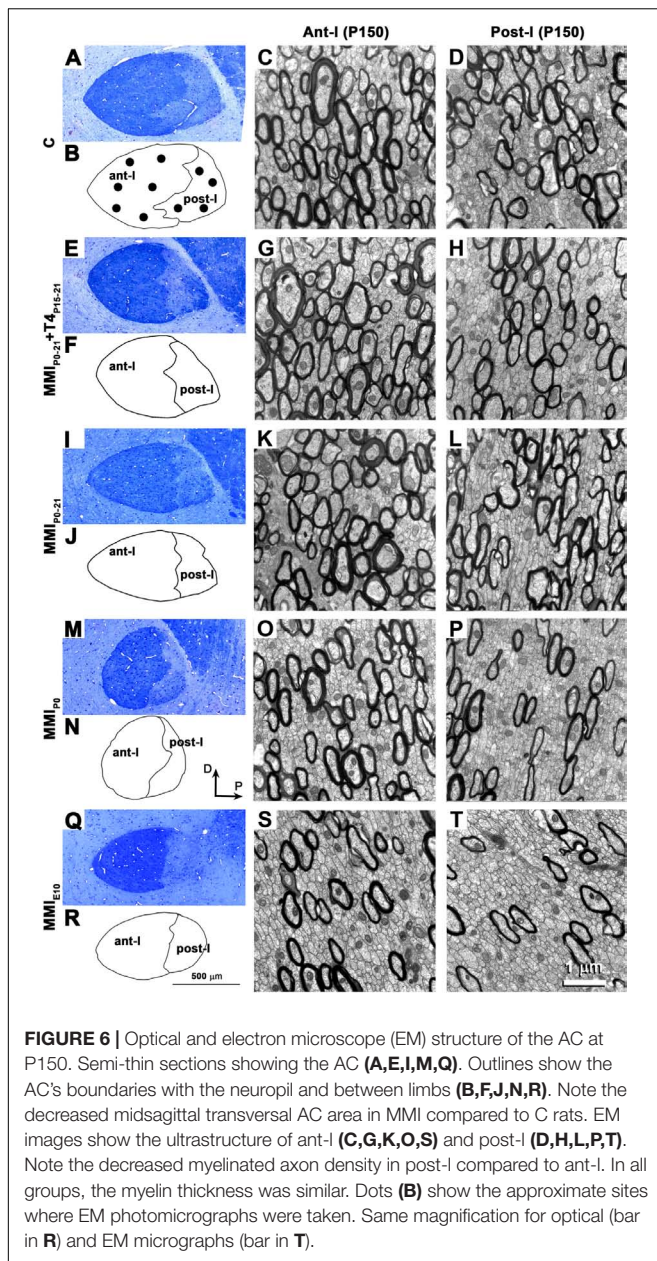 Ant-l (P150) Post-l (P150)
A C D
C
B
ant-l
post-l
E G H
MMIP0-21+T4P15-21
F
ant-l
post-l
I K L
MMIP0-21
J
ant-l
post-l
M O P
MMIP0
N
ant-l
post-l
D
P
Q S T
MMIE10
R
ant-l
post-l
500 µm
1 µm
FIGURE 6 | Optical and electron microscope (EM) structure of the AC at
P150. Semi-thin sections showing the AC (A,E,I,M,Q). Outlines show the
AC's boundaries with the neuropil and between limbs (B,F,J,N,R). Note the
decreased midsagittal transversal AC area in MMI compared to C rats. EM
images show the ultrastructure of ant-l (C,G,K,O,S) and post-l (D,H,L,P,T).
Note the decreased myelinated axon density in post-l compared to ant-l. In all
groups, the myelin thickness was similar. Dots (B) show the approximate sites
where EM photomicrographs were taken. Same magnification for optical (bar
in R) and EM micrographs (bar in T).